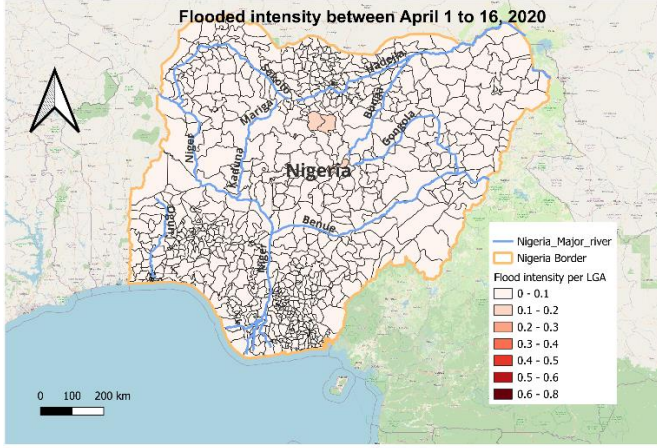 Flooded intensity between April 1 to 16, 2020
Sokoto
Hadejia
Mariga
Bunga
Gongola
Niger
Kaduna
Nigeria
Ogun
Benue
Niger
Nigeria_Major_river
Nigeria Border
Flood intensity per LGA
0 - 0.1
0.1 - 0.2
0.2 - 0.3
0.3 - 0.4
0.4 - 0.5
0.5 - 0.6
0.6 - 0.8
0 100 200 km